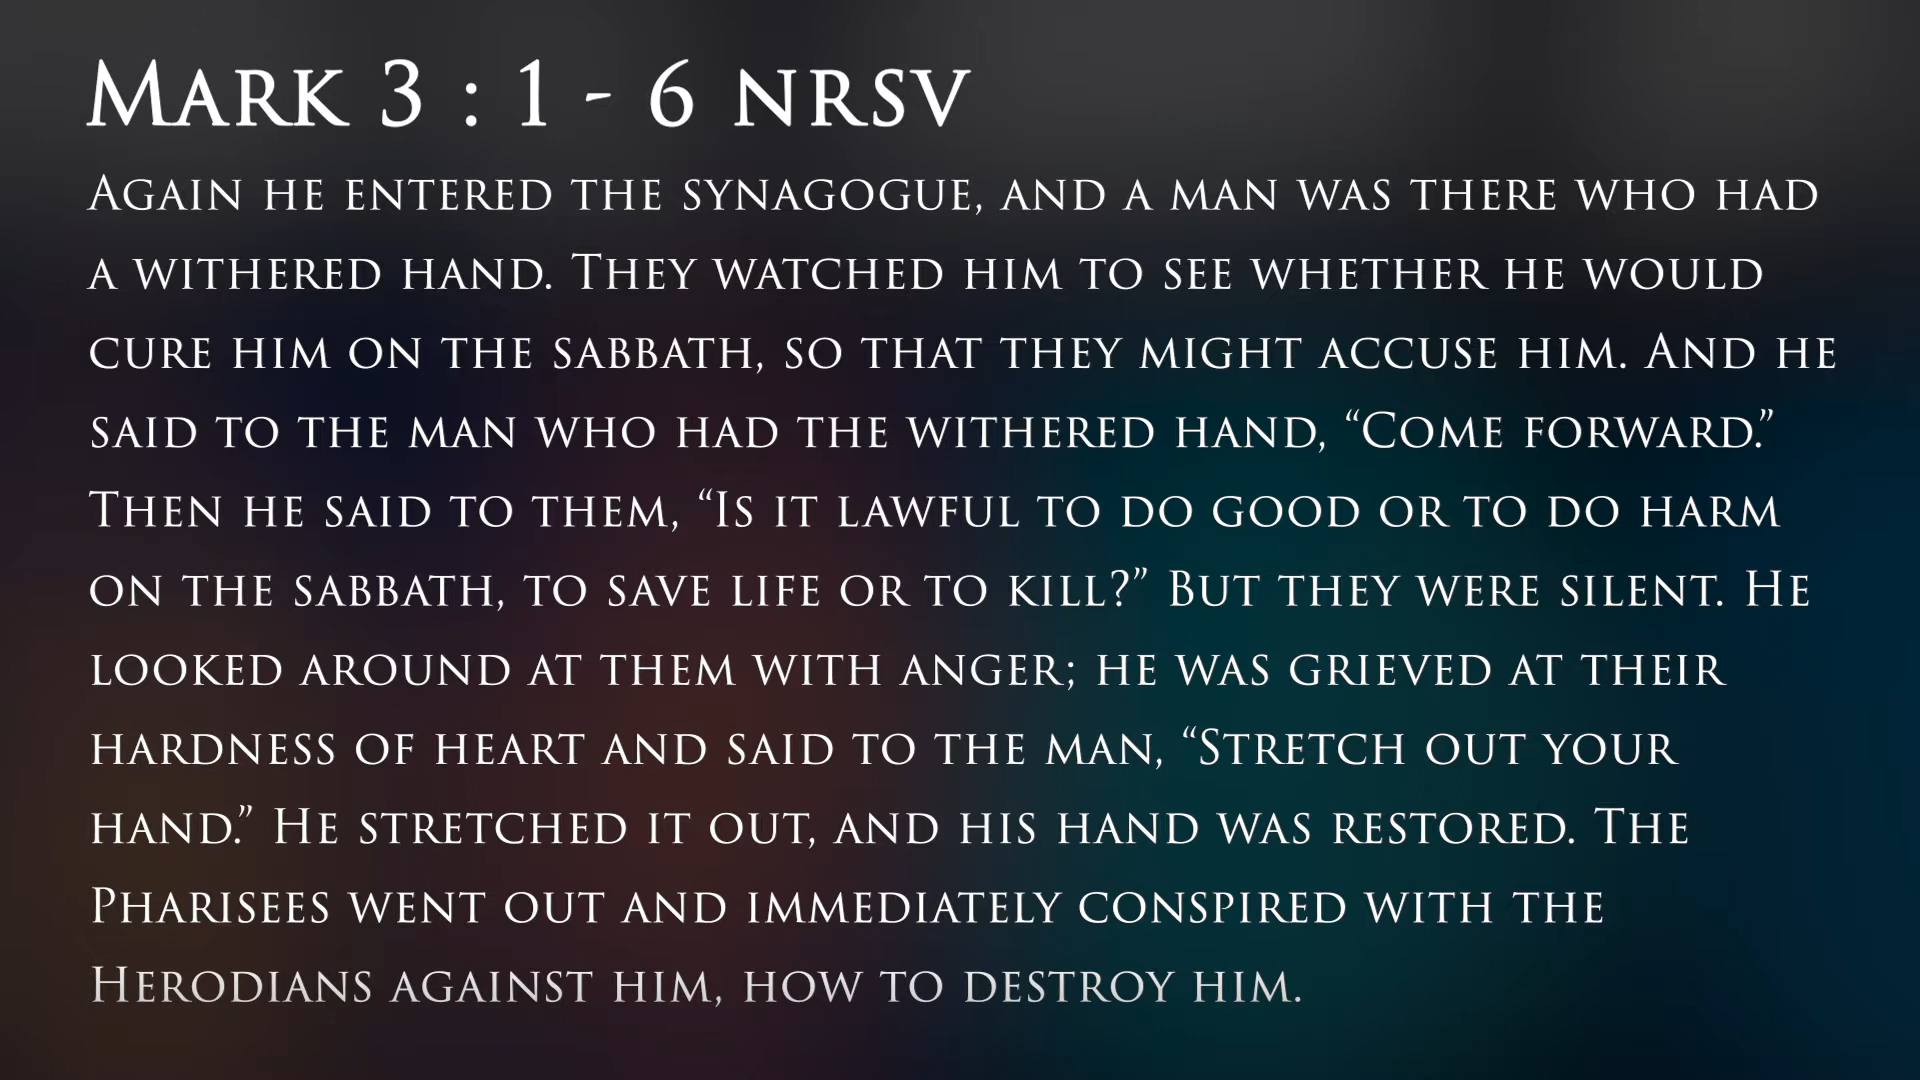 Mark 3 : 1 - 6 NRSV
Again he entered the synagogue, and a man was there who had
a withered hand. They watched him to see whether he would
cure him on the sabbath, so that they might accuse him. And he
said to the man who had the withered hand, “Come forward.”
Then he said to them, “Is it lawful to do good or to do harm
on the sabbath, to save life or to kill?” But they were silent. He
looked around at them with anger; he was grieved at their
hardness of heart and said to the man, “Stretch out your
hand.” He stretched it out, and his hand was restored. The
Pharisees went out and immediately conspired with the
Herodians against him, how to destroy him.